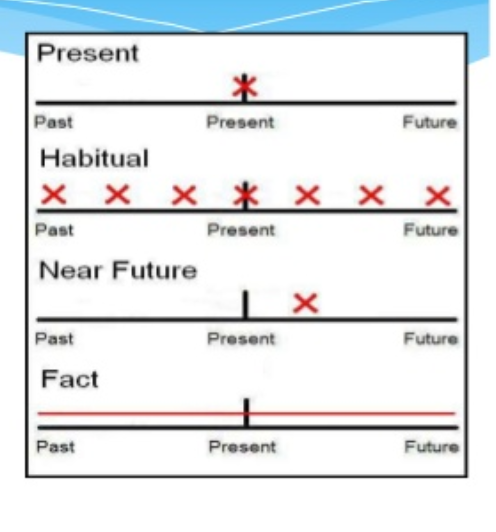 Present
Past Present Future
Habitual
Past Present Future
Near Future
Past Present Future
Fact
Past Present Future